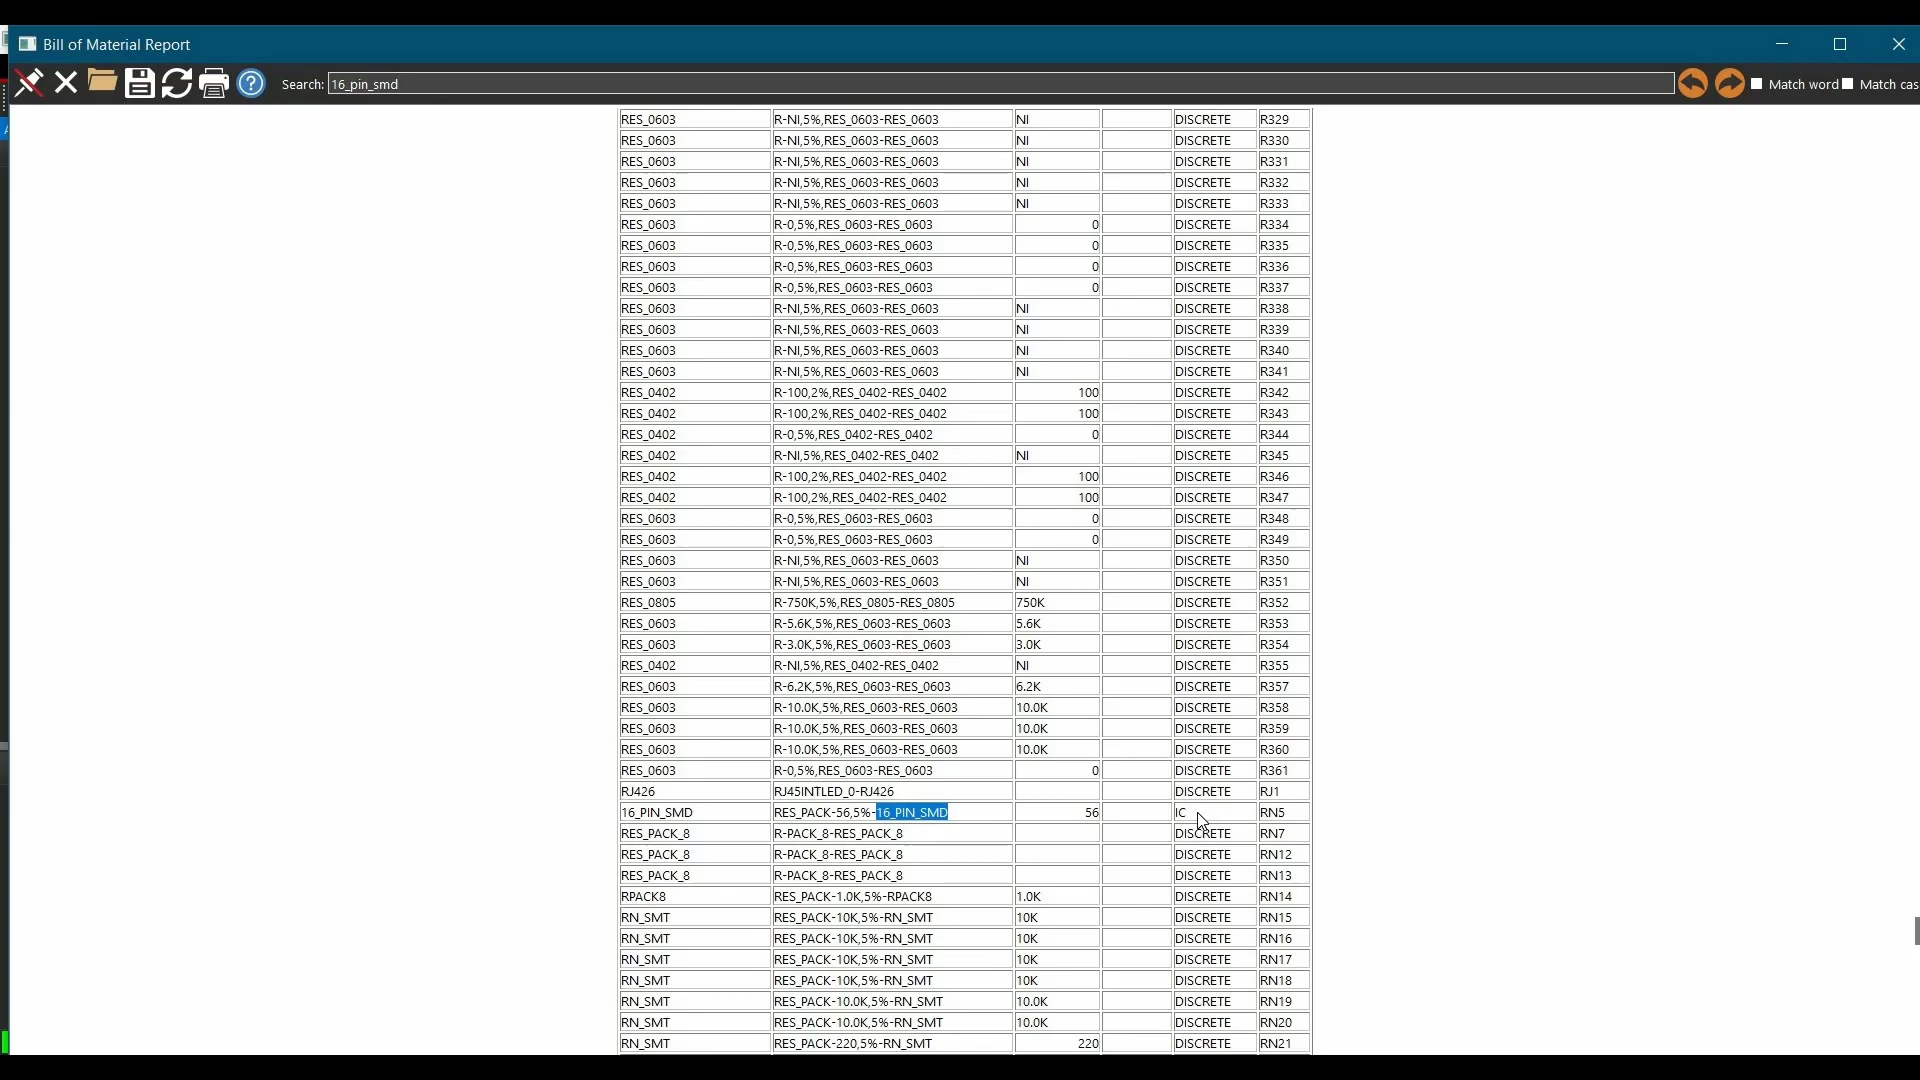 Bill of Material Report
Search: 16_pin_smd Match word Match cas
RES_0603 R-NI,5%,RES_0603-RES_0603 NI DISCRETE R329
RES_0603 R-NI,5%,RES_0603-RES_0603 NI DISCRETE R330
RES_0603 R-NI,5%,RES_0603-RES_0603 NI DISCRETE R331
RES_0603 R-NI,5%,RES_0603-RES_0603 NI DISCRETE R332
RES_0603 R-NI,5%,RES_0603-RES_0603 NI DISCRETE R333
RES_0603 R-0,5%,RES_0603-RES_0603 0 DISCRETE R334
RES_0603 R-0,5%,RES_0603-RES_0603 0 DISCRETE R335
RES_0603 R-0,5%,RES_0603-RES_0603 0 DISCRETE R336
RES_0603 R-0,5%,RES_0603-RES_0603 0 DISCRETE R337
RES_0603 R-NI,5%,RES_0603-RES_0603 NI DISCRETE R338
RES_0603 R-NI,5%,RES_0603-RES_0603 NI DISCRETE R339
RES_0603 R-NI,5%,RES_0603-RES_0603 NI DISCRETE R340
RES_0603 R-NI,5%,RES_0603-RES_0603 NI DISCRETE R341
RES_0402 R-100,2%,RES_0402-RES_0402 100 DISCRETE R342
RES_0402 R-100,2%,RES_0402-RES_0402 100 DISCRETE R343
RES_0402 R-0,5%,RES_0402-RES_0402 0 DISCRETE R344
RES_0402 R-NI,5%,RES_0402-RES_0402 NI DISCRETE R345
RES_0402 R-100,2%,RES_0402-RES_0402 100 DISCRETE R346
RES_0402 R-100,2%,RES_0402-RES_0402 100 DISCRETE R347
RES_0603 R-0,5%,RES_0603-RES_0603 0 DISCRETE R348
RES_0603 R-0,5%,RES_0603-RES_0603 0 DISCRETE R349
RES_0603 R-NI,5%,RES_0603-RES_0603 NI DISCRETE R350
RES_0603 R-NI,5%,RES_0603-RES_0603 NI DISCRETE R351
RES_0805 R-750K,5%,RES_0805-RES_0805 750K DISCRETE R352
RES_0603 R-5.6K,5%,RES_0603-RES_0603 5.6K DISCRETE R353
RES_0603 R-3.0K,5%,RES_0603-RES_0603 3.0K DISCRETE R354
RES_0402 R-NI,5%,RES_0402-RES_0402 NI DISCRETE R355
RES_0603 R-6.2K,5%,RES_0603-RES_0603 6.2K DISCRETE R357
RES_0603 R-10.0K,5%,RES_0603-RES_0603 10.0K DISCRETE R358
RES_0603 R-10.0K,5%,RES_0603-RES_0603 10.0K DISCRETE R359
RES_0603 R-10.0K,5%,RES_0603-RES_0603 10.0K DISCRETE R360
RES_0603 R-0,5%,RES_0603-RES_0603 0 DISCRETE R361
RJ426 RJ45INTLED_0-RJ426 DISCRETE RJ1
16_PIN_SMD RES_PACK-56,5%-16_PIN_SMD 56 IC RN5
RES_PACK_8 R-PACK_8-RES_PACK_8 DISCRETE RN7
RES_PACK_8 R-PACK_8-RES_PACK_8 DISCRETE RN12
RES_PACK_8 R-PACK_8-RES_PACK_8 DISCRETE RN13
RPACK8 RES_PACK-1.0K,5%-RPACK8 1.0K DISCRETE RN14
RN_SMT RES_PACK-10K,5%-RN_SMT 10K DISCRETE RN15
RN_SMT RES_PACK-10K,5%-RN_SMT 10K DISCRETE RN16
RN_SMT RES_PACK-10K,5%-RN_SMT 10K DISCRETE RN17
RN_SMT RES_PACK-10K,5%-RN_SMT 10K DISCRETE RN18
RN_SMT RES_PACK-10.0K,5%-RN_SMT 10.0K DISCRETE RN19
RN_SMT RES_PACK-10.0K,5%-RN_SMT 10.0K DISCRETE RN20
RN_SMT RES_PACK-220,5%-RN_SMT 220 DISCRETE RN21